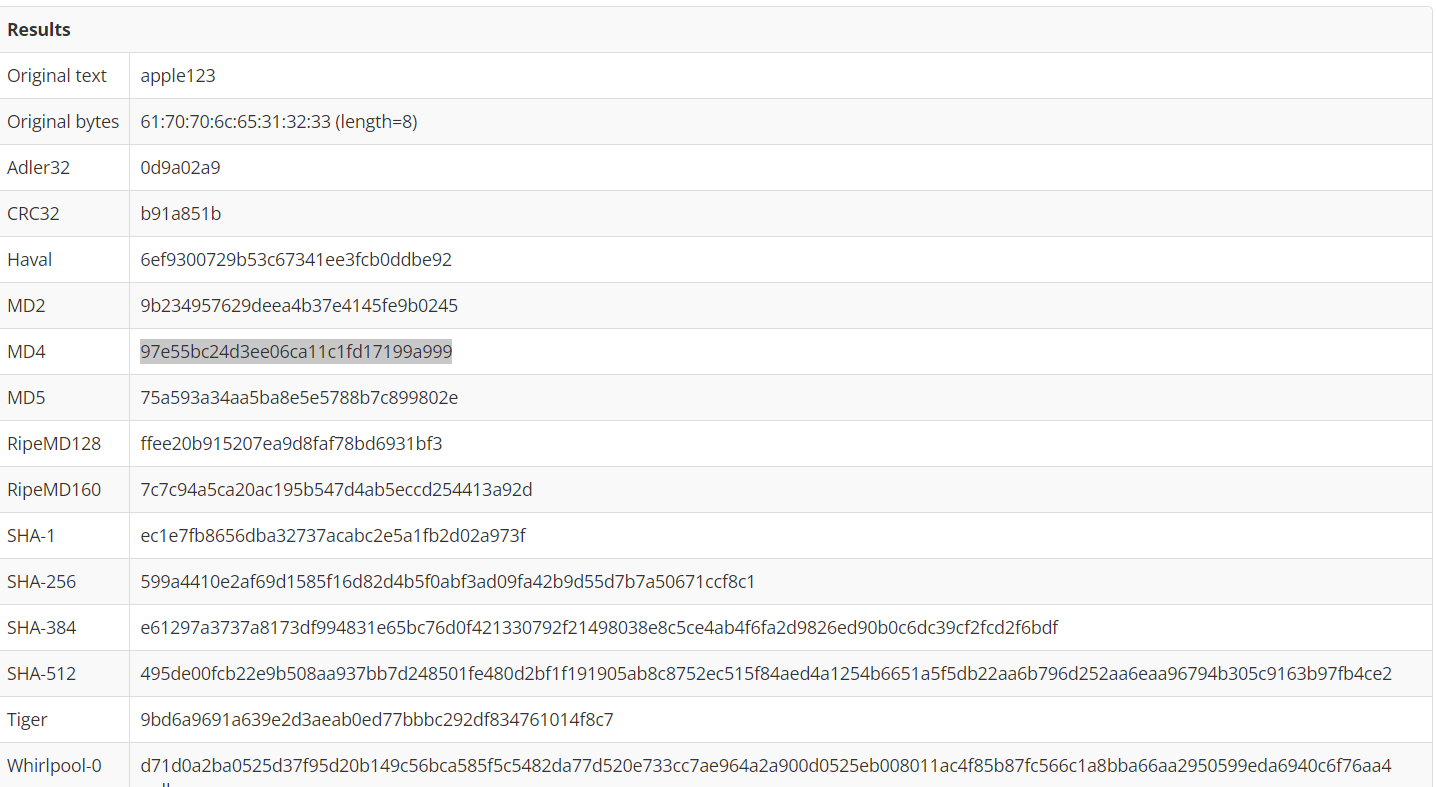 Results
Original text apple123
Original bytes 61:70:70:6c:65:31:32:33 (length=8)
Adler32 0d9a02a9
CRC32 b91a851b
Haval 6ef9300729b53c67341ee3fcb0ddbe92
MD2 9b234957629deea4b37e4145fe9b0245
MD4 97e55bc24d3ee06ca11c1fd17199a999
MD5 75a593a34aa5ba8e5e5788b7c899802e
RipeMD128 ffee20b915207ea9d8faf78bd6931bf3
RipeMD160 7c7c94a5ca20ac195b547d4ab5eccd254413a92d
SHA-1 ec1e7fb8656dba32737acabc2e5a1fb2d02a973f
SHA-256 599a4410e2af69d1585f16d82d4b5f0abf3ad09fa42b9d55d7b7a50671ccf8c1
SHA-384 e61297a3737a8173df994831e65bc76d0f421330792f21498038e8c5ce4ab4f6fa2d9826ed90b0c6dc39cf2fcd2f6bdf
SHA-512 495de00fcb22e9b508aa937bb7d248501fe480d2bf1f191905ab8c8752ec515f84aed4a1254b6651a5f5db22aa6b796d252aa6eaa96794b305c9163b97fb4ce2
Tiger 9bd6a9691a639e2d3aeab0ed77bbbc292df834761014f8c7
Whirlpool-0 d71d0a2ba0525d37f95d20b149c56bca585f5c5482da77d520e733cc7ae964a2a900d0525eb008011ac4f85b87fc566c1a8bba66aa2950599eda6940c6f76aa4